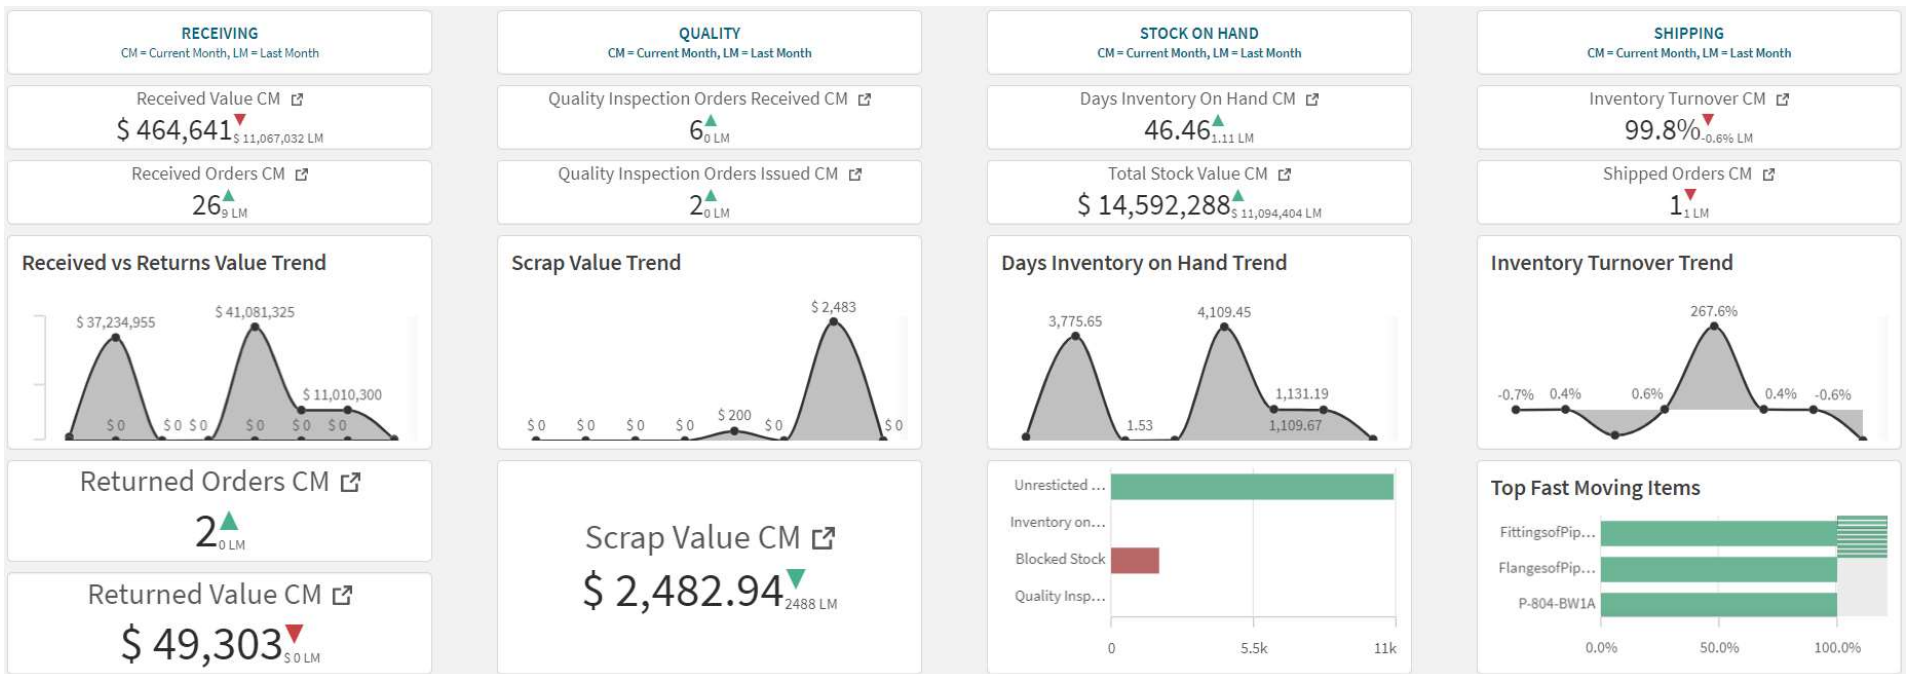 RECEIVING
CM = Current Month, LM = Last Month
Received Value CM
$ 464,641 $ 11,067,032 LM
Received Orders CM
26 9 LM
Received vs Returns Value Trend
$ 37,234,955
$ 41,081,325
$ 11,010,300
$ 0 $ 0 $ 0 $ 0 $ 0 $ 0
Returned Orders CM
2 0 LM
Returned Value CM
$ 49,303 $ 0 LM
QUALITY
CM = Current Month, LM = Last Month
Quality Inspection Orders Received CM
6 0 LM
Quality Inspection Orders Issued CM
2 0 LM
Scrap Value Trend
$ 2,483
$ 0 $ 0 $ 0 $ 0 $ 200 $ 0 $ 0
Scrap Value CM
$ 2,482.94 2488 LM
STOCK ON HAND
CM = Current Month, LM = Last Month
Days Inventory On Hand CM
46.46 1.11 LM
Total Stock Value CM
$ 14,592,288 $ 11,094,404 LM
Days Inventory on Hand Trend
3,775.65
4,109.45
1,131.19
1.53
1,109.67
Unresticted ...
Inventory on...
Blocked Stock
Quality Insp...
0 5.5k 11k
SHIPPING
CM = Current Month, LM = Last Month
Inventory Turnover CM
99.8% -0.6% LM
Shipped Orders CM
1 1 LM
Inventory Turnover Trend
267.6%
-0.7% 0.4% 0.6% 0.4% -0.6%
Top Fast Moving Items
FittingsofPip...
FlangesofPip...
P-804-BW1A
0.0% 50.0% 100.0%